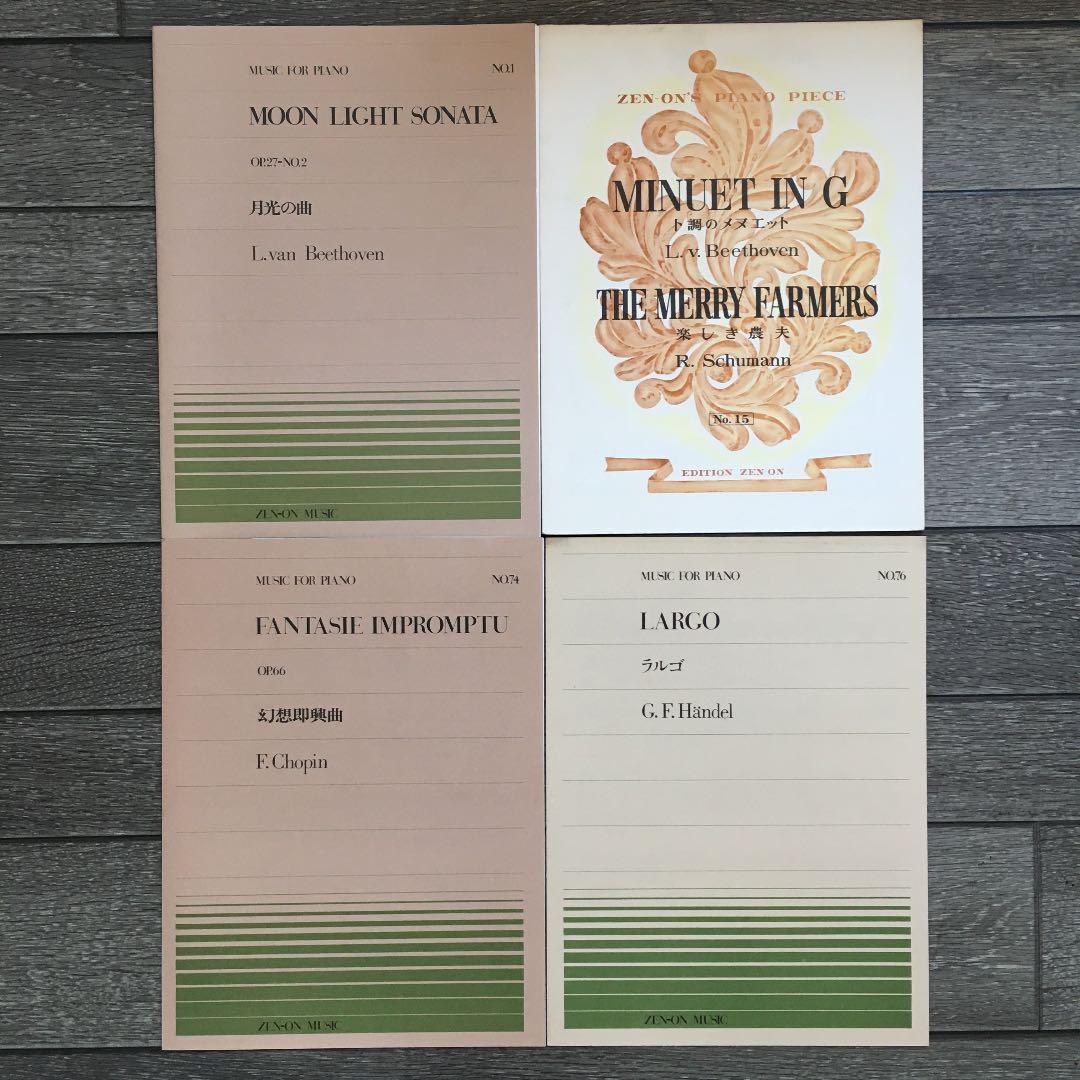 MUSIC FOR PIANO NO.1
MOON LIGHT SONATA
OP.27-NO.2
月光の曲
L.van Beethoven
ZEN-ON MUSIC
ZEN-ON'S PIANO PIECE
MINUET IN G
ト調のメヌエット
L. v. Beethoven
THE MERRY FARMERS
楽しき農夫
R. Schumann
No. 15
EDITION ZEN ON
MUSIC FOR PIANO NO.74
FANTASIE IMPROMPTU
OP.66
幻想即興曲
F. Chopin
ZEN-ON MUSIC
MUSIC FOR PIANO NO.76
LARGO
ラルゴ
G. F. Händel
ZEN-ON MUSIC